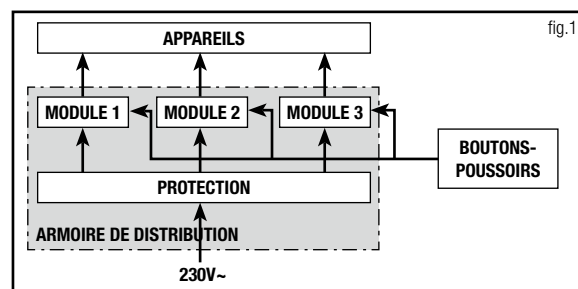 fig.1
APPAREILS
MODULE 1
MODULE 2
MODULE 3
BOUTONS-
POUSSOIRS
PROTECTION
ARMOIRE DE DISTRIBUTION
230V~